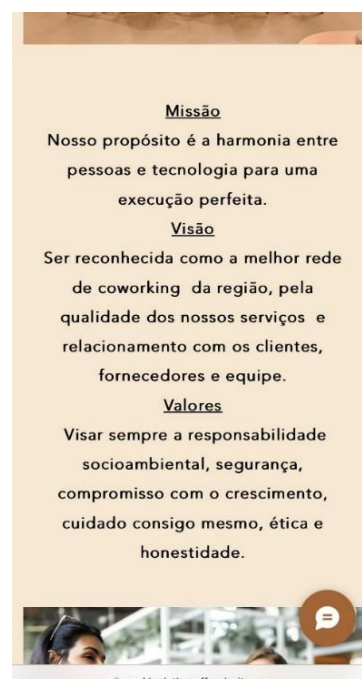 Missão
Nosso propósito é a harmonia entre
pessoas e tecnologia para uma
execução perfeita.
Visão
Ser reconhecida como a melhor rede
de coworking da região, pela
qualidade dos nossos serviços e
relacionamento com os clientes,
fornecedores e equipe.
Valores
Visar sempre a responsabilidade
socioambiental, segurança,
compromisso com o crescimento,
cuidado consigo mesmo, ética e
honestidade.